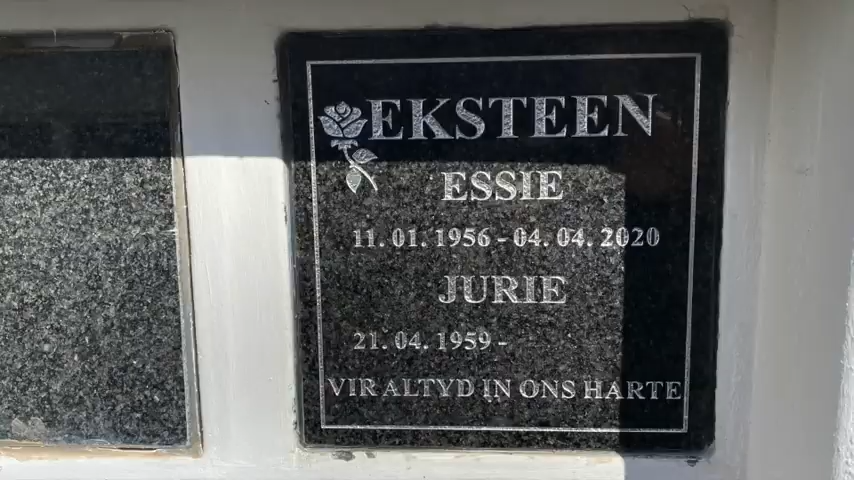 EKSTEEN
ESSIE
11.01.1956 - 04.04.2020
JURIE
21.04.1959 -
VIR ALTYD IN ONS HARTE